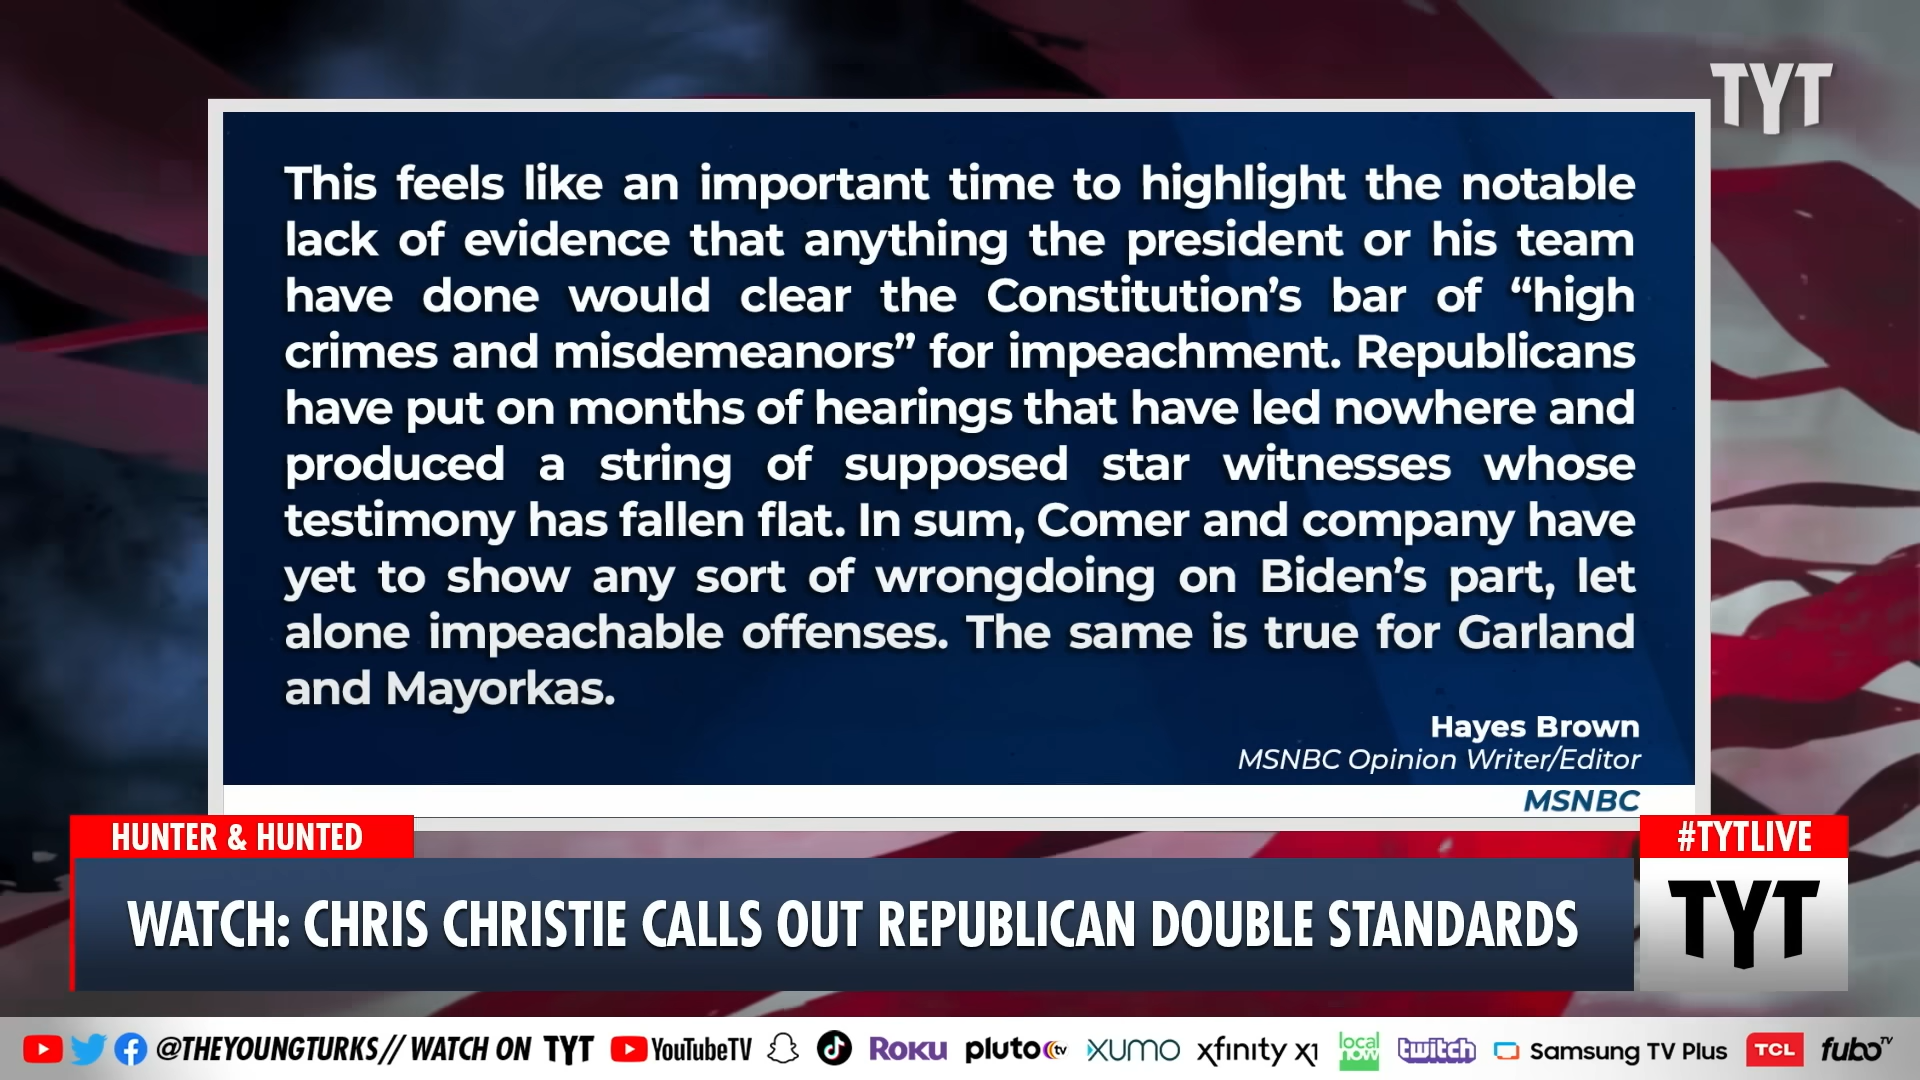 TYT
This feels like an important time to highlight the notable
lack of evidence that anything the president or his team
have done would clear the Constitution’s bar of “high
crimes and misdemeanors” for impeachment. Republicans
have put on months of hearings that have led nowhere and
produced a string of supposed star witnesses whose
testimony has fallen flat. In sum, Comer and company have
yet to show any sort of wrongdoing on Biden’s part, let
alone impeachable offenses. The same is true for Garland
and Mayorkas.
Hayes Brown
MSNBC Opinion Writer/Editor
MSNBC
HUNTER & HUNTED
#TYTLIVE
WATCH: CHRIS CHRISTIE CALLS OUT REPUBLICAN DOUBLE STANDARDS
TYT
@THEYOUNGTURKS// WATCH ON TYT YouTubeTV ROKU pluto tv XUMO xfinity x1 local now twitch Samsung TV Plus TCL fubo TV